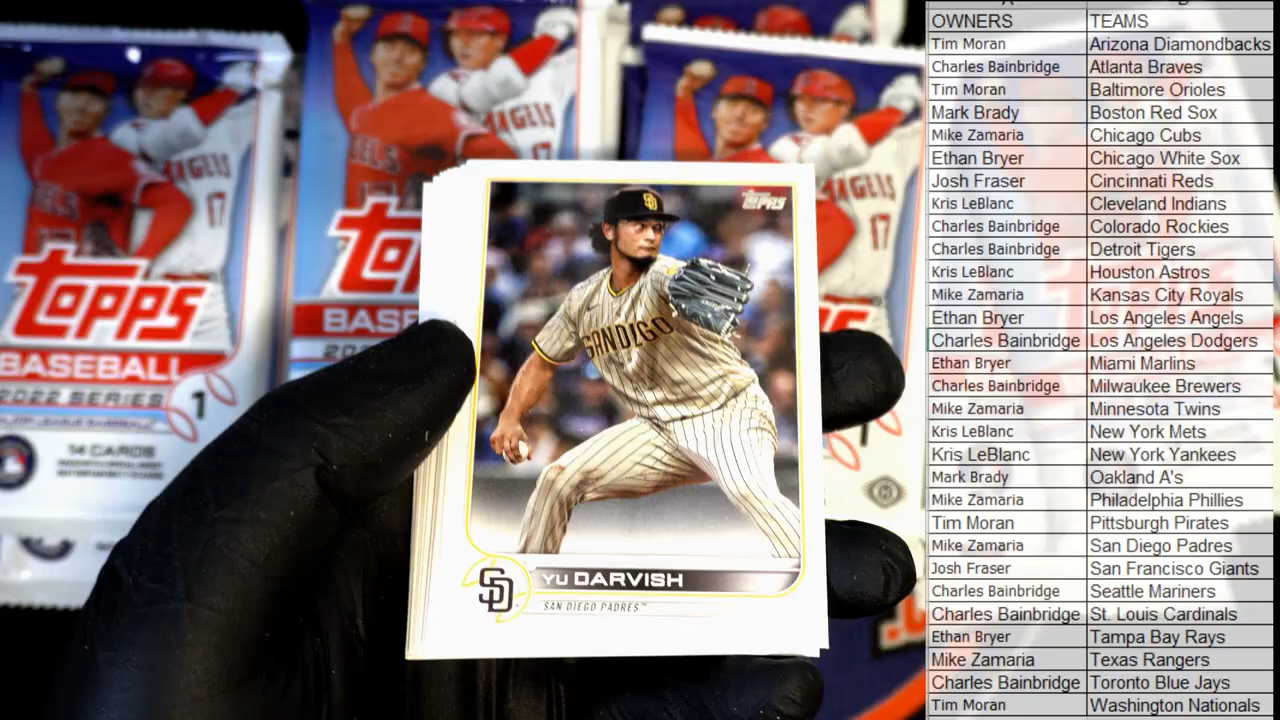 OWNERS TEAMS
Tim Moran Arizona Diamondbacks
Charles Bainbridge Atlanta Braves
Tim Moran Baltimore Orioles
Mark Brady Boston Red Sox
Mike Zamaria Chicago Cubs
Ethan Bryer Chicago White Sox
Josh Fraser Cincinnati Reds
Kris LeBlanc Cleveland Indians
Charles Bainbridge Colorado Rockies
Charles Bainbridge Detroit Tigers
Kris LeBlanc Houston Astros
Mike Zamaria Kansas City Royals
Ethan Bryer Los Angeles Angels
Charles Bainbridge Los Angeles Dodgers
Ethan Bryer Miami Marlins
Charles Bainbridge Milwaukee Brewers
Mike Zamaria Minnesota Twins
Kris LeBlanc New York Mets
Kris LeBlanc New York Yankees
Mark Brady Oakland A's
Mike Zamaria Philadelphia Phillies
Tim Moran Pittsburgh Pirates
Mike Zamaria San Diego Padres
Josh Fraser San Francisco Giants
Charles Bainbridge Seattle Mariners
Charles Bainbridge St. Louis Cardinals
Ethan Bryer Tampa Bay Rays
Mike Zamaria Texas Rangers
Charles Bainbridge Toronto Blue Jays
Tim Moran Washington Nationals
TOPPS
SAN DIEGO
SD
YU DARVISH
SAN DIEGO PADRES™
TOPPS
BASEBALL
2022 SERIES 1
14 CARDS
ANGELS
17